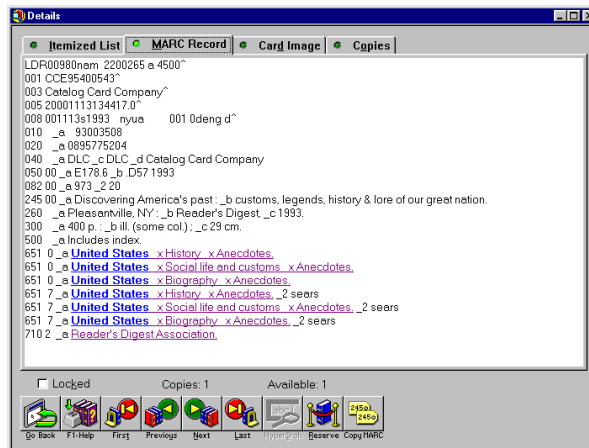 Details
Itemized List
MARC Record
Card Image
Copies
LDR00980nam 2200265 a 4500^
001 CCE95400543^
003 Catalog Card Company^
005 20001113134417.0^
008 001113s1993 nyua 001 0deng d^
010 _a 93003508
020 _a 0895775204
040 _a DLC _c DLC _d Catalog Card Company
050 00 _a E178.6 _b .D57 1993
082 00 _a 973 _2 20
245 00 _a Discovering America's past : _b customs, legends, history & lore of our great nation.
260 _a Pleasantville, NY : _b Reader's Digest, _c 1993.
300 _a 400 p. : _b ill. (some col.) ; _c 29 cm.
500 _a Includes index.
651 0 _a United States _x History _x Anecdotes.
651 0 _a United States _x Social life and customs _x Anecdotes.
651 0 _a United States _x Biography _x Anecdotes.
651 7 _a United States _x History _x Anecdotes. _2 sears
651 7 _a United States _x Social life and customs _x Anecdotes. _2 sears
651 7 _a United States _x Biography _x Anecdotes. _2 sears
710 2 _a Reader's Digest Association.
Locked Copies: 1 Available: 1
Go Back F1-Help First Previous Next Last Reserve Copy MARC